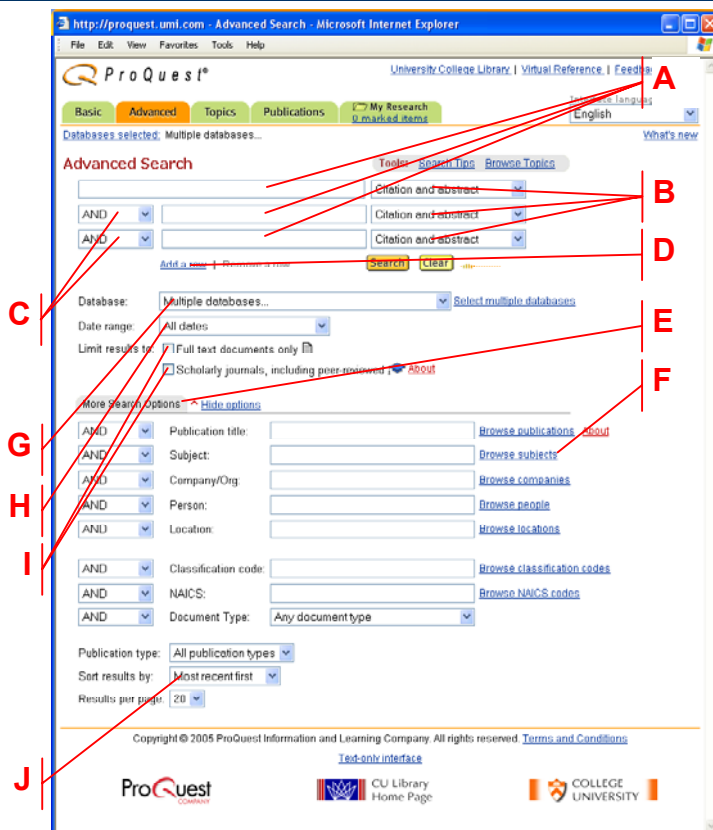 http://proquest.umi.com - Advanced Search - Microsoft Internet Explorer
File Edit View Favorites Tools Help
ProQuest®
University College Library | Virtual Reference |
A
Basic Advanced Topics Publications My Research
0 marked items
English
Databases selected: Multiple databases...
What's new
Advanced Search
Tools: Search Tips Browse Topics
Citation and abstract
B
AND Citation and abstract
AND Citation and abstract
D
Add a row | Remove a row Search Clear
C
Database: Multiple databases... Select multiple databases
E
Date range: All dates
Limit results to: Full text documents only
Scholarly journals, including peer-reviewed About
F
More Search Options Hide options
G
AND Publication title: Browse publications About
AND Subject: Browse subjects
AND Company/Org: Browse companies
H
AND Person: Browse people
AND Location: Browse locations
I
AND Classification code: Browse classification codes
AND NAICS: Browse NAICS codes
AND Document Type: Any document type
Publication type: All publication types
Sort results by: Most recent first
Results per page: 20
Copyright © 2005 ProQuest Information and Learning Company. All rights reserved. Terms and Conditions
Text-only interface
J
ProQuest
COMPANY
CU Library
Home Page
COLLEGE
UNIVERSITY